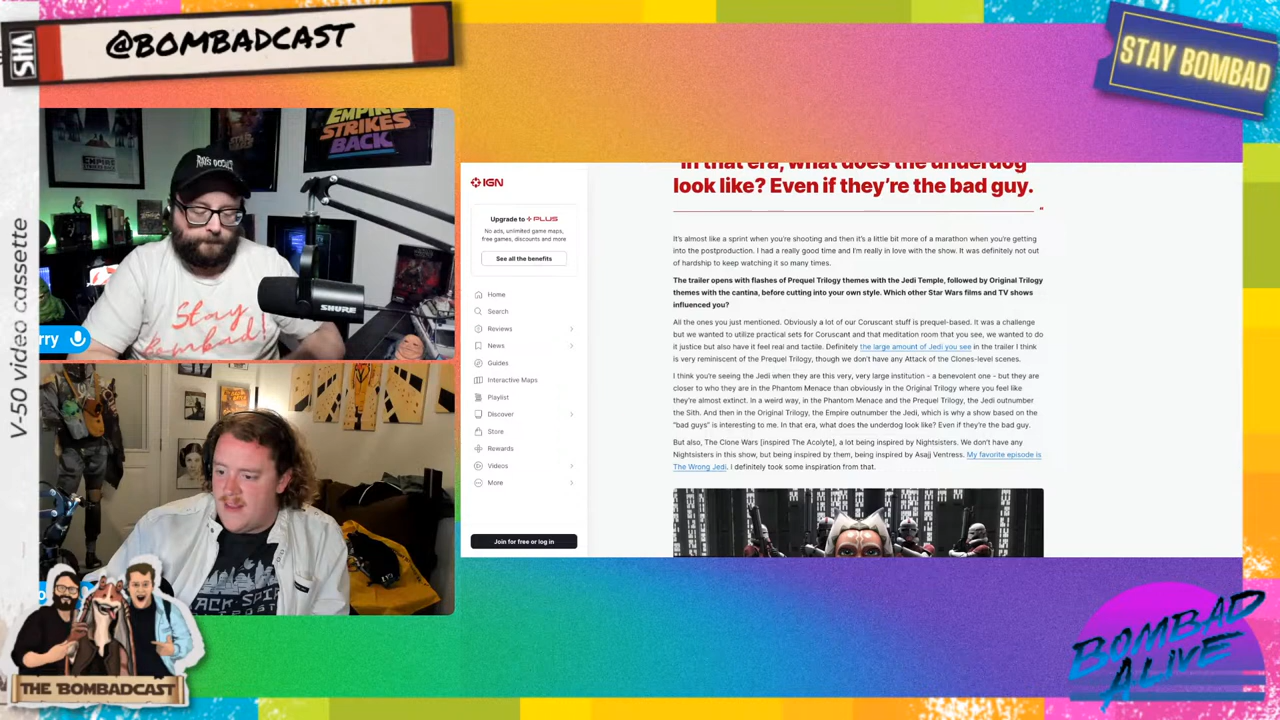 VHS
@BOMBADCAST
STAY BOMBAD
V-50 video cassette
EMPIRE
STRIKES
BACK
EMPIRE
SHURE
Stay
rry
THE BOMBADCAST
BOMBAD
ALIVE
IGN
Upgrade to + PLUS
No ads, unlimited game maps,
free games, discounts and more
See all the benefits
Home
Search
Reviews
News
Guides
Interactive Maps
Playlist
Discover
Store
Rewards
Videos
More
Join for free or log in
"In that era, what does the underdog
look like? Even if they're the bad guy.
"
It's almost like a sprint when you're shooting and then it's a little bit more of a marathon when you're getting
into the postproduction. I had a really good time and I'm really in love with the show. It was definitely not out
of hardship to keep watching it so many times.
The trailer opens with flashes of Prequel Trilogy themes with the Jedi Temple, followed by Original Trilogy
themes with the cantina, before cutting into your own style. Which other Star Wars films and TV shows
influenced you?
All the ones you just mentioned. Obviously a lot of our Coruscant stuff is prequel-based. It was a challenge
but we wanted to utilize practical sets for Coruscant and that meditation room that you see, we wanted to do
it justice but also have it feel real and tactile. Definitely the large amount of Jedi you see in the trailer I think
is very reminiscent of the Prequel Trilogy, though we don't have any Attack of the Clones-level scenes.
I think you're seeing the Jedi when they are this very, very large institution - a benevolent one - but they are
closer to who they are in the Phantom Menace than obviously in the Original Trilogy where you feel like
they're almost extinct. In a weird way, in the Phantom Menace and the Prequel Trilogy, the Jedi outnumber
the Sith. And then in the Original Trilogy, the Empire outnumber the Jedi, which is why a show based on the
"bad guys" is interesting to me. In that era, what does the underdog look like? Even if they're the bad guy.
But also, The Clone Wars [inspired The Acolyte], a lot being inspired by Nightsisters. We don't have any
Nightsisters in this show, but being inspired by them, being inspired by Asajj Ventress. My favorite episode is
The Wrong Jedi. I definitely took some inspiration from that.